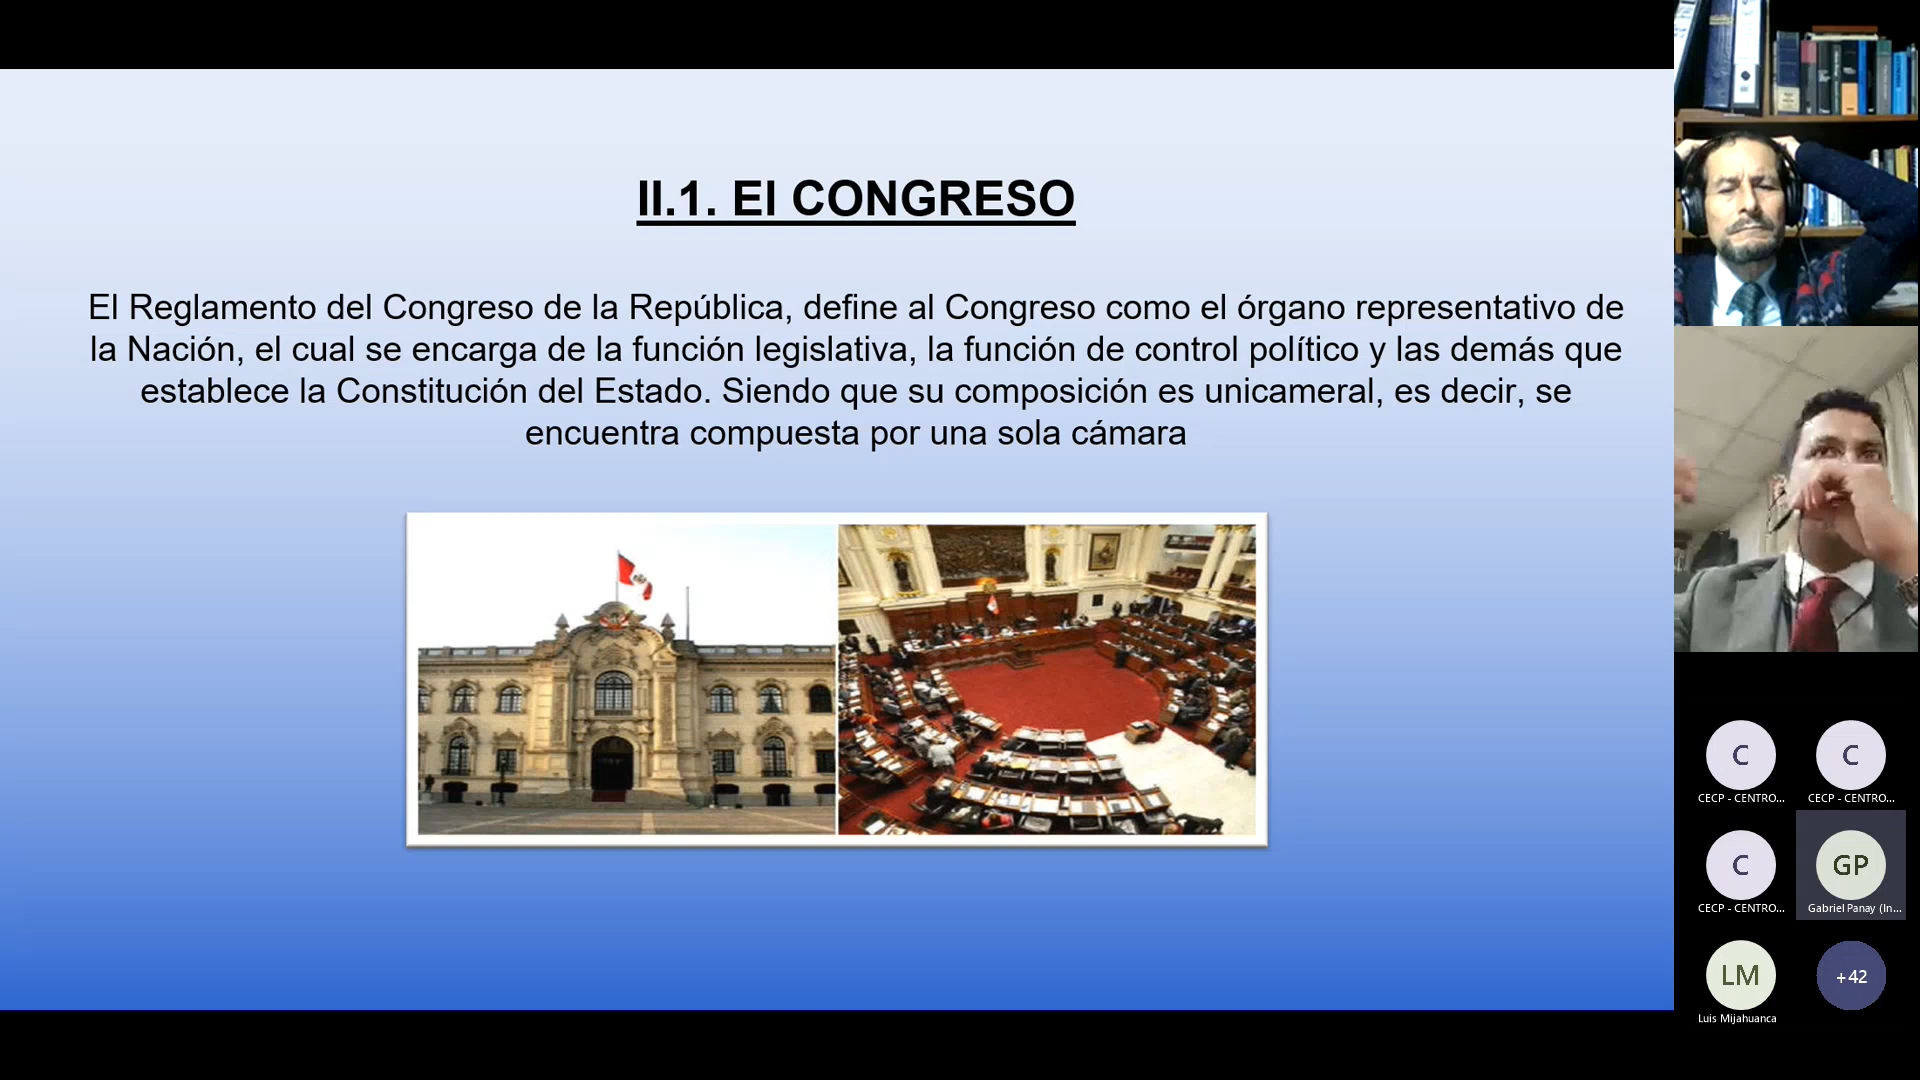 II.1. El CONGRESO
El Reglamento del Congreso de la República, define al Congreso como el órgano representativo de
la Nación, el cual se encarga de la función legislativa, la función de control político y las demás que
establece la Constitución del Estado. Siendo que su composición es unicameral, es decir, se
encuentra compuesta por una sola cámara
C
C
CECP - CENTRO...
CECP - CENTRO...
C
GP
CECP - CENTRO...
Gabriel Panay (In...
LM
+42
Luis Mijahuanca